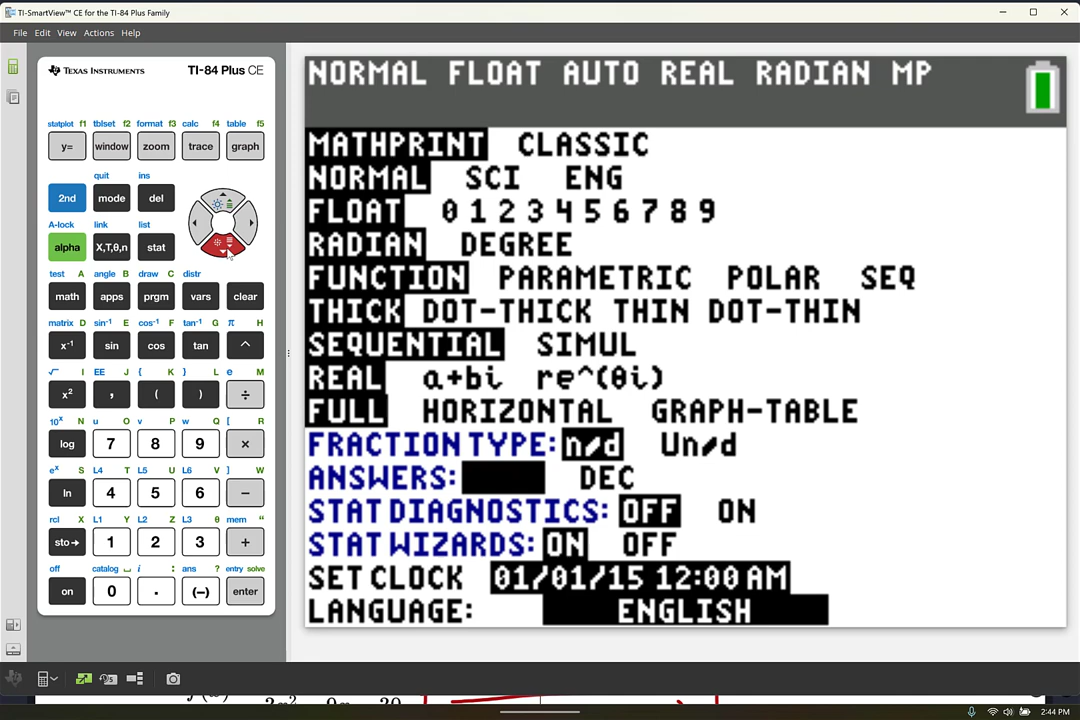 TI-SmartView™ CE for the TI-84 Plus Family
File Edit View Actions Help
TEXAS INSTRUMENTS TI-84 Plus CE
statplot f1 tblset f2 format f3 calc f4 table f5
y= window zoom trace graph
quit ins
2nd mode del
A-lock link list
alpha X,T,θ,n stat
test A angle B draw C distr
math apps prgm vars clear
matrix D sin⁻¹ E cos⁻¹ F tan⁻¹ G π H
x⁻¹ sin cos tan ^
√ I EE J { K } L e M
x² , ( ) ÷
10ˣ N u O v P w Q [ R
log 7 8 9 ×
eˣ S L4 T L5 U L6 V ] W
ln 4 5 6 −
rcl X L1 Y L2 Z L3 θ mem "
sto→ 1 2 3 +
off catalog i : ans ? entry solve
on 0 . (−) enter
NORMAL FLOAT AUTO REAL RADIAN MP
MATHPRINT CLASSIC
NORMAL SCI ENG
FLOAT 0 1 2 3 4 5 6 7 8 9
RADIAN DEGREE
FUNCTION PARAMETRIC POLAR SEQ
THICK DOT-THICK THIN DOT-THIN
SEQUENTIAL SIMUL
REAL a+bi re^(θi)
FULL HORIZONTAL GRAPH-TABLE
FRACTION TYPE: n/d Un/d
ANSWERS: DEC
STAT DIAGNOSTICS: OFF ON
STAT WIZARDS: ON OFF
SET CLOCK 01/01/15 12:00 AM
LANGUAGE: ENGLISH
2:44 PM